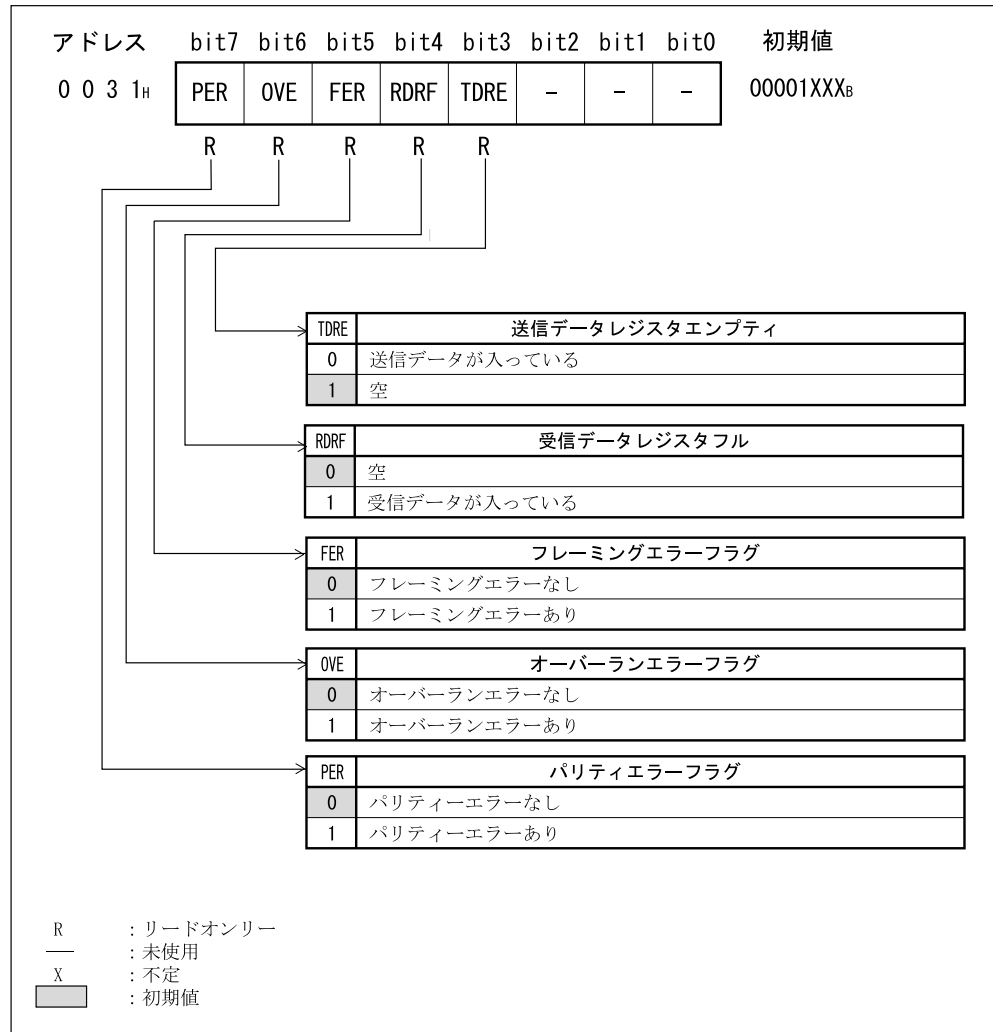 アドレス bit7 bit6 bit5 bit4 bit3 bit2 bit1 bit0 初期値
0 0 3 1H PER OVE FER RDRF TDRE － － － 00001XXXB
R R R R R
TDRE 送信データレジスタエンプティ
0 送信データが入っている
1 空
RDRF 受信データレジスタフル
0 空
1 受信データが入っている
FER フレーミングエラーフラグ
0 フレーミングエラーなし
1 フレーミングエラーあり
OVE オーバーランエラーフラグ
0 オーバーランエラーなし
1 オーバーランエラーあり
PER パリティエラーフラグ
0 パリティーエラーなし
1 パリティーエラーあり
R ：リードオンリー
― ：未使用
X ：不定
：初期値